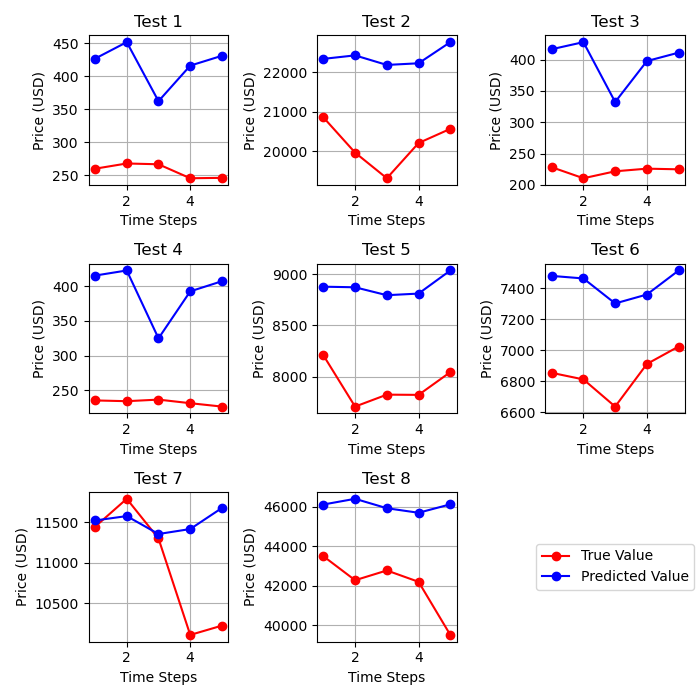 Test 1
Test 2
Test 3
450
400
350
300
250
22000
21000
20000
400
350
300
250
200
Price (USD)
Price (USD)
Price (USD)
2 4
2 4
2 4
Time Steps
Time Steps
Time Steps
Test 4
Test 5
Test 6
400
350
300
250
9000
8500
8000
7400
7200
7000
6800
6600
Price (USD)
Price (USD)
Price (USD)
2 4
2 4
2 4
Time Steps
Time Steps
Time Steps
Test 7
Test 8
11500
11000
10500
46000
44000
42000
40000
Price (USD)
Price (USD)
2 4
2 4
Time Steps
Time Steps
True Value
Predicted Value